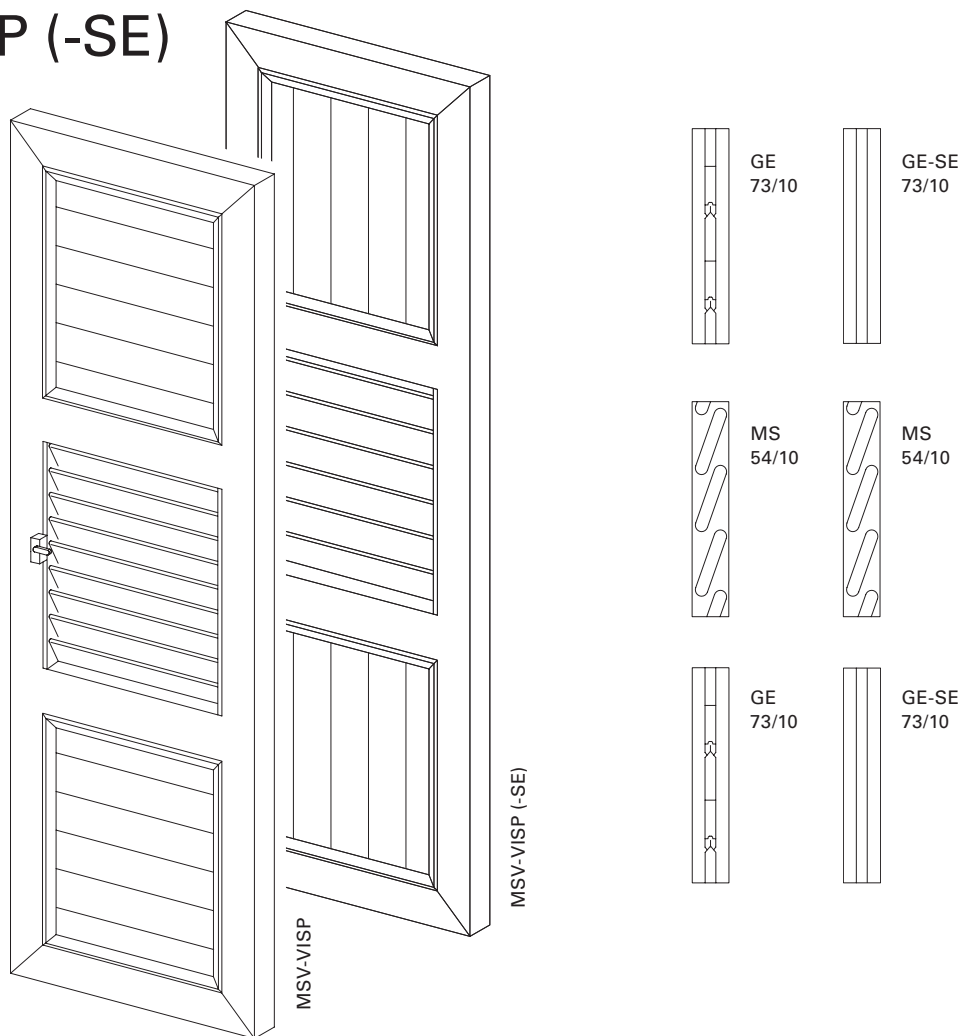 P (-SE)
GE
73/10
GE-SE
73/10
MS
54/10
MS
54/10
GE
73/10
GE-SE
73/10
MSV-VISP
MSV-VISP (-SE)